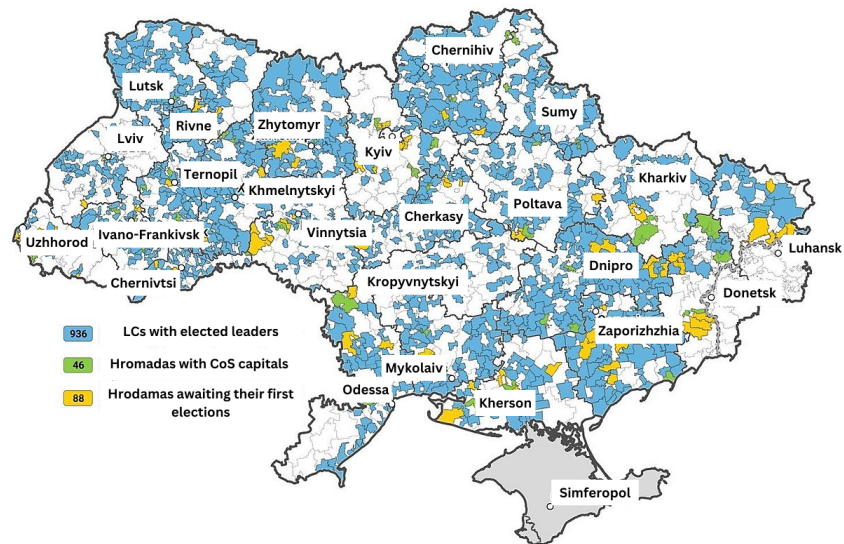 Chernihiv
Lutsk
Sumy
Rivne
Zhytomyr
Lviv
Kyiv
Ternopil
Kharkiv
Khmelnytskyi
Poltava
Cherkasy
Ivano-Frankivsk
Vinnytsia
Uzhhorod
Luhansk
Dnipro
Chernivtsi
Kropyvnytskyi
Donetsk
936 LCs with elected leaders
Zaporizhzhia
46 Hromadas with CoS capitals
Mykolaiv
Odessa
88 Hrodamas awaiting their first
elections
Kherson
Simferopol